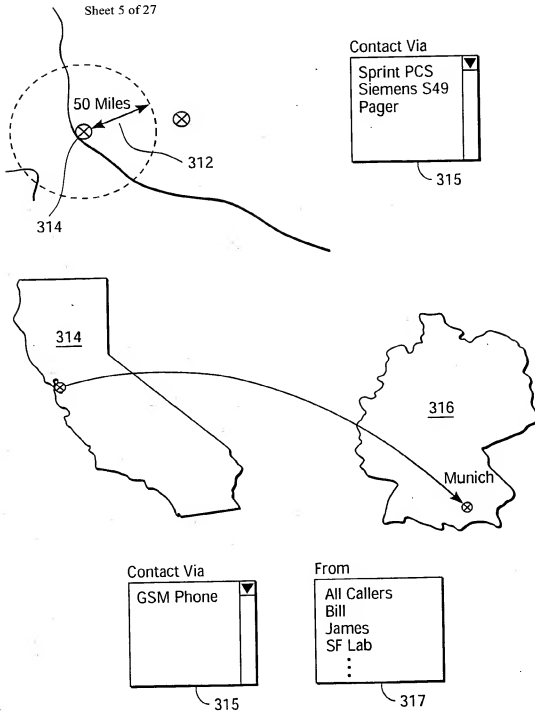 Sheet 5 of 27
Contact Via
Sprint PCS
Siemens S49
Pager
315
50 Miles
312
314
314
316
Munich
Contact Via
GSM Phone
315
From
All Callers
Bill
James
SF Lab
317